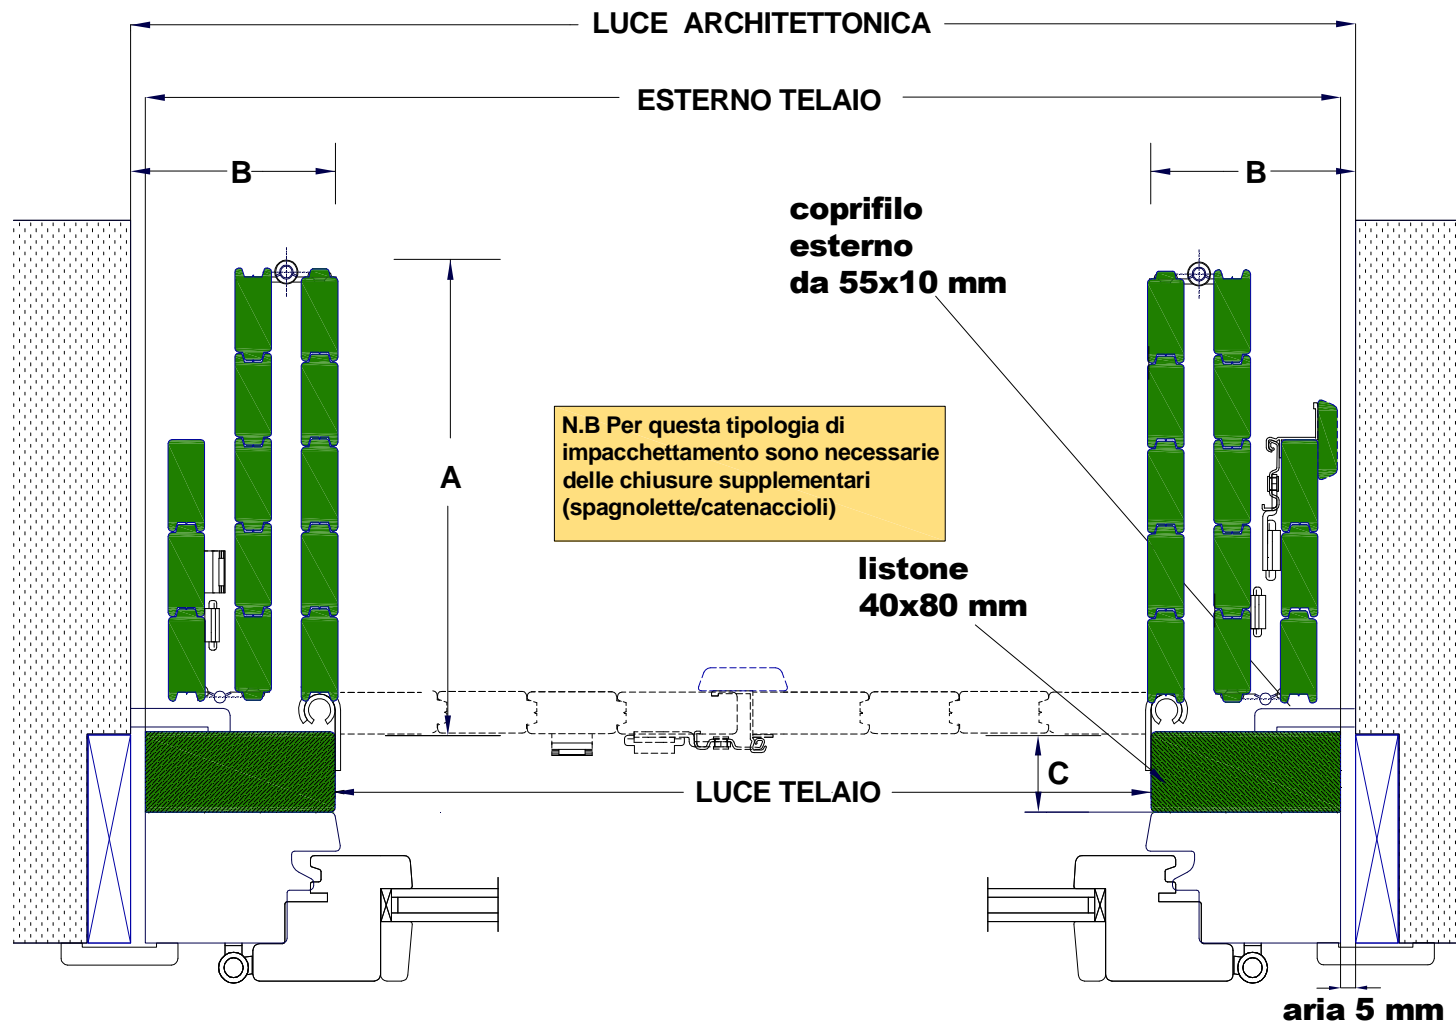 LUCE ARCHITETTONICA
ESTERNO TELAIO
B
B
coprifilo
esterno
da 55x10 mm
N.B Per questa tipologia di
impacchettamento sono necessarie
delle chiusure supplementari
(spagnolette/catenaccioli)
A
listone
40x80 mm
C
LUCE TELAIO
aria 5 mm